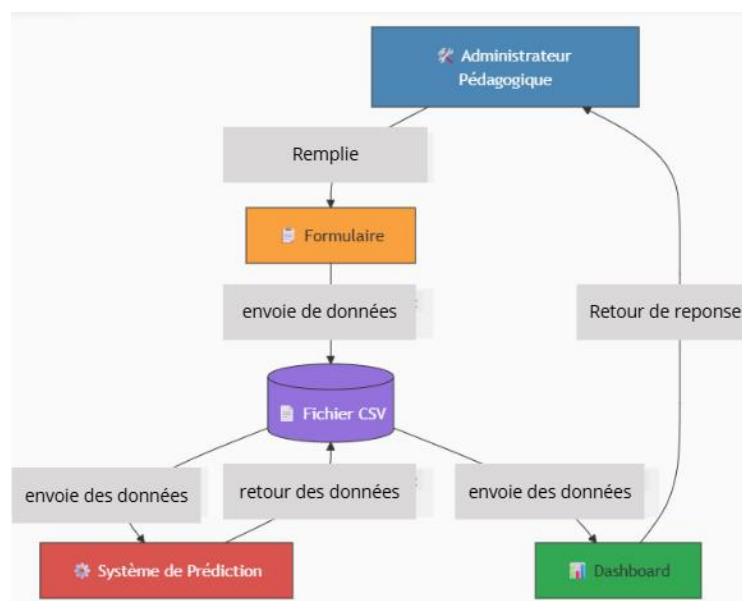 Administrateur
Pédagogique
Remplie
Formulaire
envoie de données
Retour de reponse
Fichier CSV
envoie des données
retour des données
envoie des données
Système de Prédiction
Dashboard